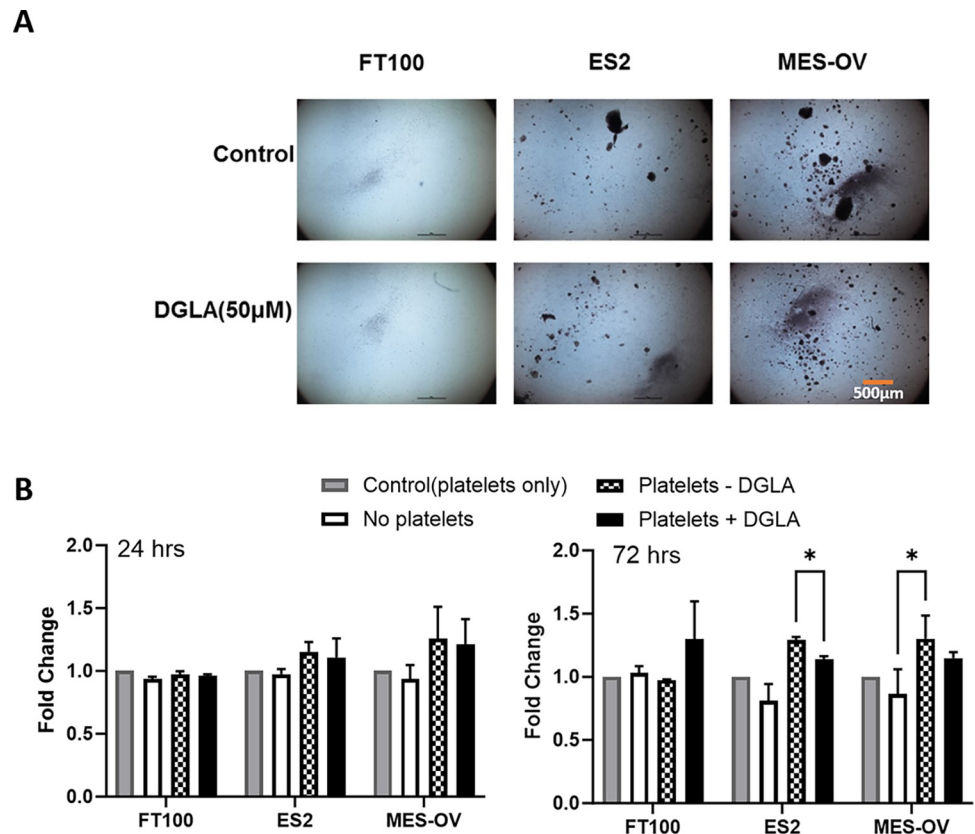 A
FT100 ES2 MES-OV
Control
DGLA(50μM)
500μm
B
Control(platelets only) Platelets - DGLA
No platelets Platelets + DGLA
24 hrs
Fold Change
2.0
1.5
1.0
0.5
0.0
FT100 ES2 MES-OV
72 hrs
* *
Fold Change
2.0
1.5
1.0
0.5
0.0
FT100 ES2 MES-OV